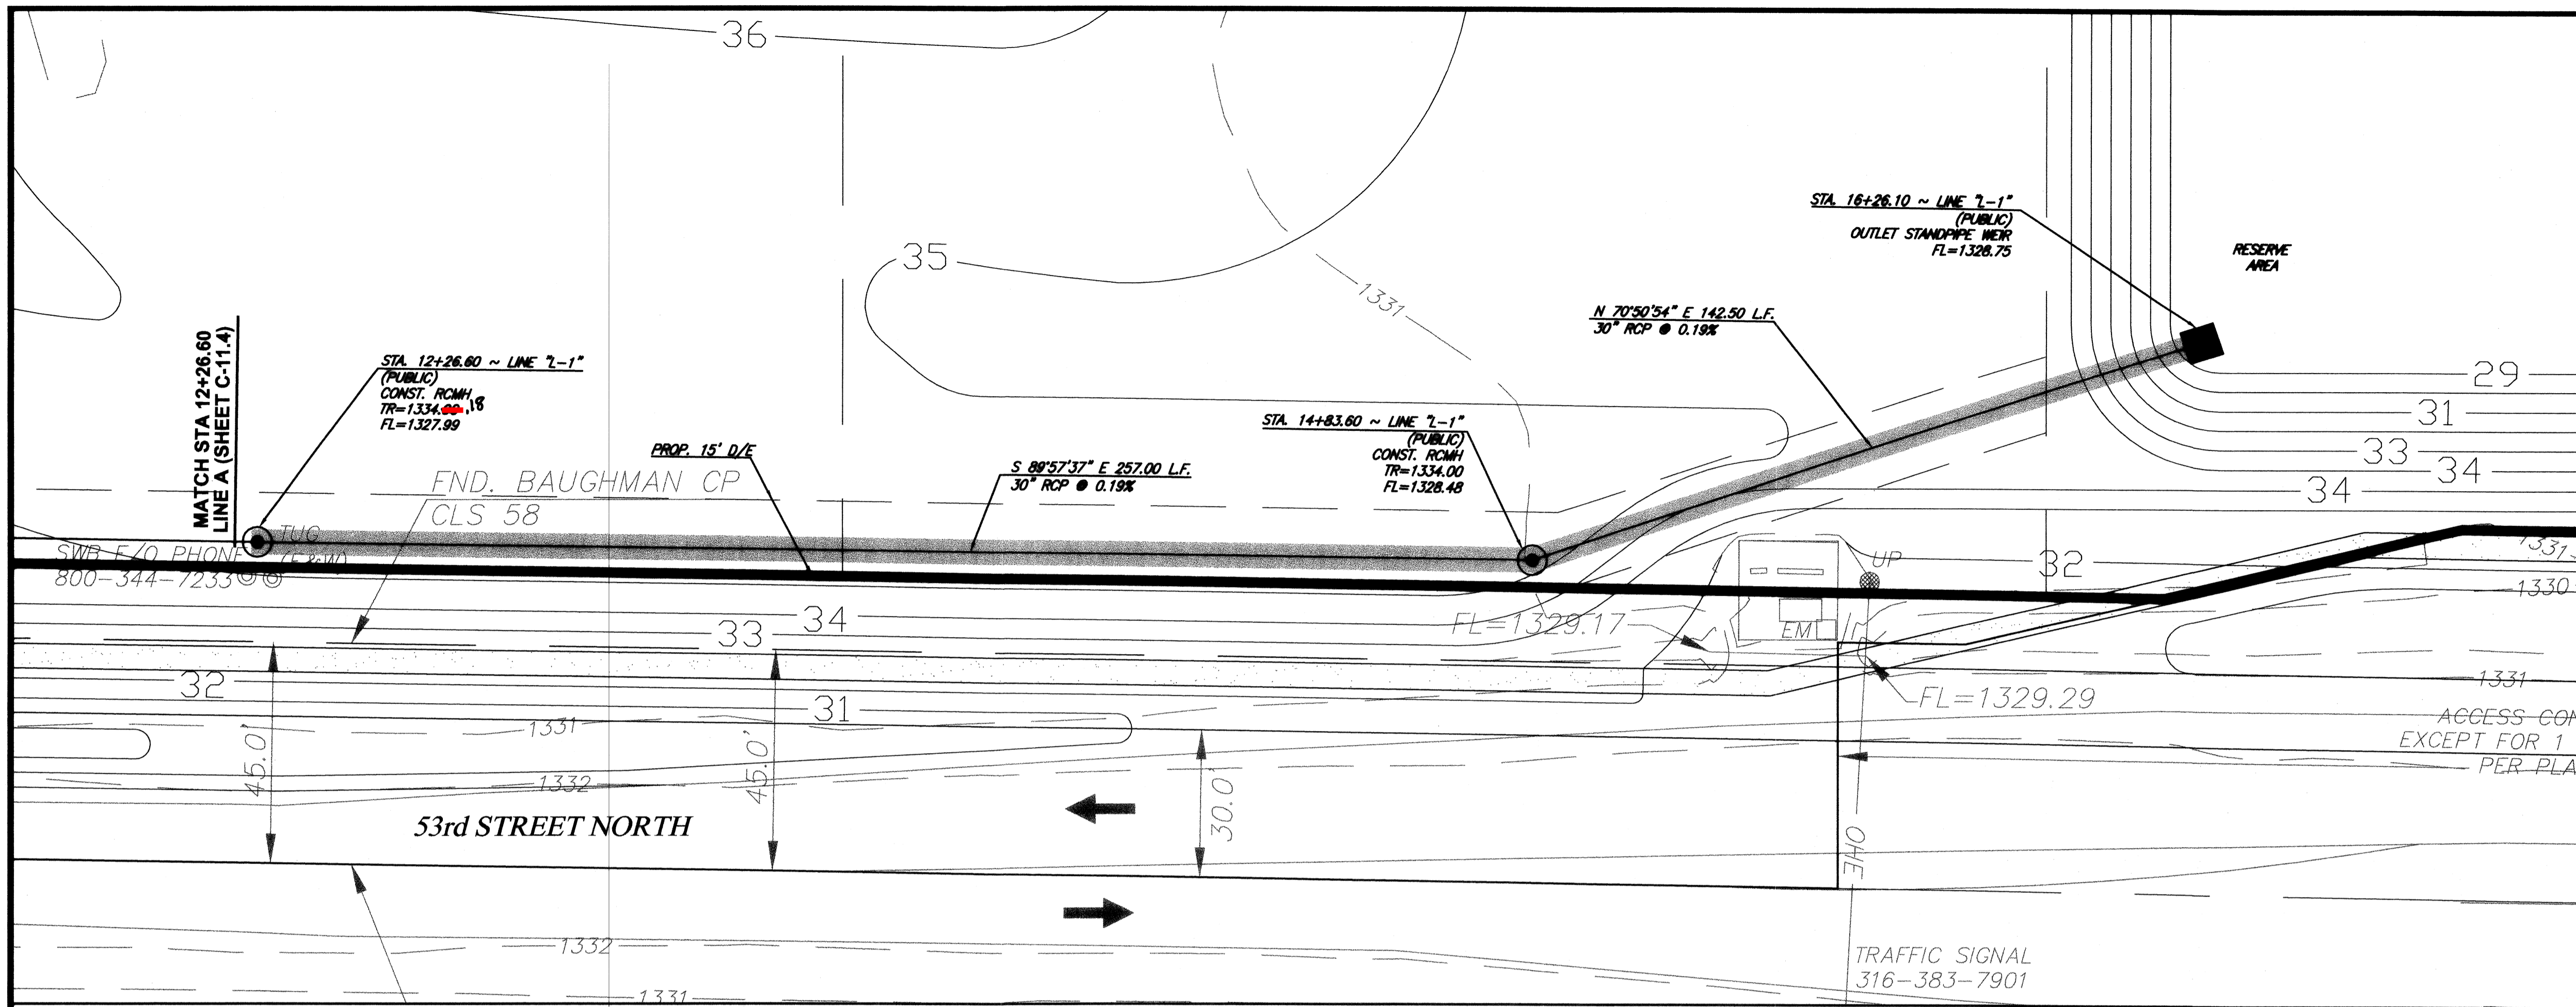 36
STA. 16+26.10 ~ LINE "L-1"
(PUBLIC)
OUTLET STANDPIPE WEIR
FL=1328.75
RESERVE
AREA
35
1331
N 70°50'54" E 142.50 L.F.
30" RCP @ 0.19%
MATCH STA 12+26.60
LINE A (SHEET C-11.4)
STA. 12+26.60 ~ LINE "L-1"
(PUBLIC)
CONST. RCMH
TR=1334. .18
FL=1327.99
29
31
33
34
34
STA. 14+83.60 ~ LINE "L-1"
(PUBLIC)
CONST. RCMH
TR=1334.00
FL=1328.48
PROP. 15' D/E
S 89°57'37" E 257.00 L.F.
30" RCP @ 0.19%
FND. BAUGHMAN CP
CLS 58
TUG
(E&W)
SWB F/O PHONE
800-344-7233
UP
32
1331
1330
34
33
FL=1329.17
EM
32
31
FL=1329.29
1331
1331
45.0'
45.0'
30.0'
ACCESS CON
EXCEPT FOR 1
PER PLA
1332
53rd STREET NORTH
OHE
1332
TRAFFIC SIGNAL
316-383-7901
1331